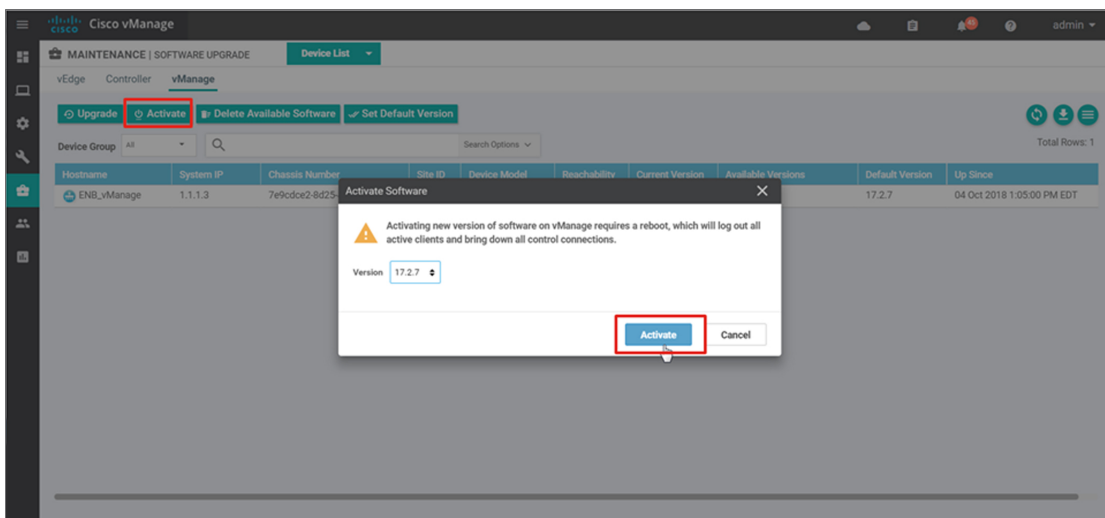 cisco Cisco vManage
45
admin
MAINTENANCE | SOFTWARE UPGRADE
Device List
vEdge Controller vManage
Upgrade Activate Delete Available Software Set Default Version
Device Group All Search Options Total Rows: 1
Hostname System IP Chassis Number Site ID Device Model Reachability Current Version Available Versions Default Version Up Since
ENB_vManage 1.1.1.3 7e9cdce2-8d25- 17.2.7 04 Oct 2018 1:05:00 PM EDT
Activate Software
Activating new version of software on vManage requires a reboot, which will log out all
active clients and bring down all control connections.
Version 17.2.7
Activate Cancel